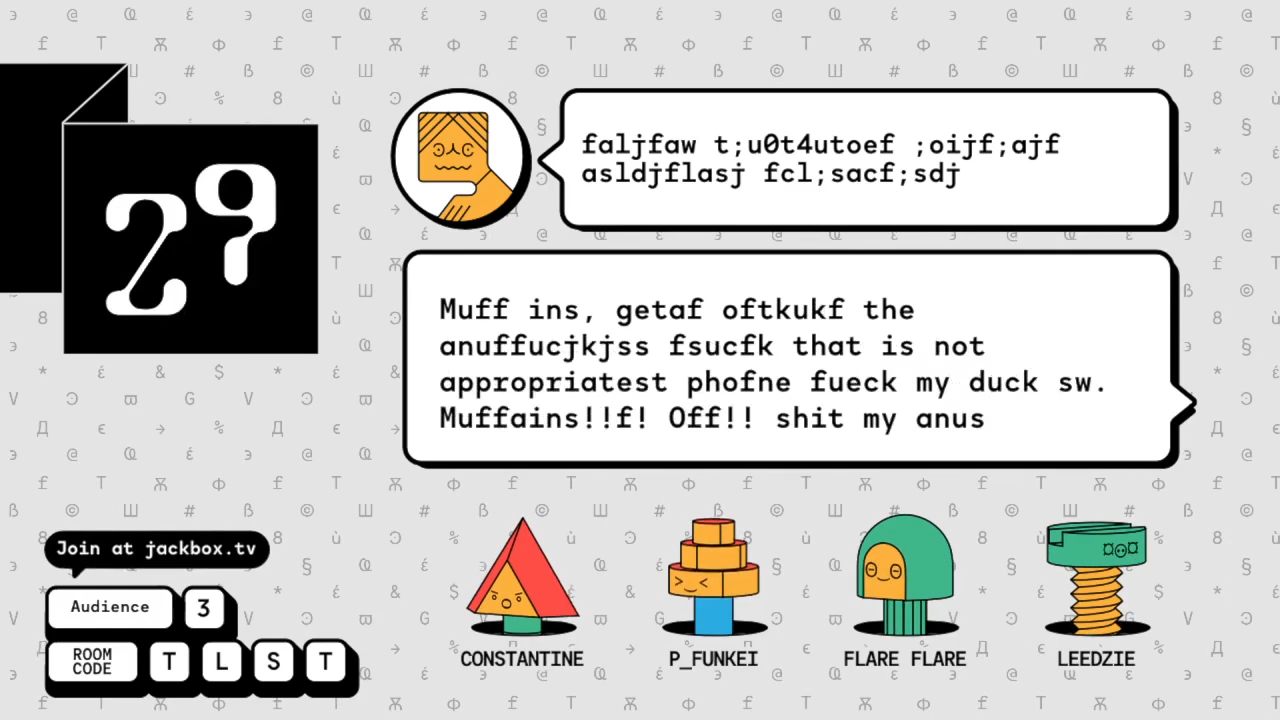 29
faljfaw t;u0t4utoef ;oijf;ajf
asldjflasj fcl;sacf;sdj
Muff ins, getaf oftkukf the
anuffucjkjss fsucfk that is not
appropriatest phofne fueck my duck sw.
Muffains!!f! Off!! shit my anus
Join at jackbox.tv
Audience 3
ROOM
CODE
T L S T
CONSTANTINE P_FUNKEI FLARE FLARE LEEDZIE